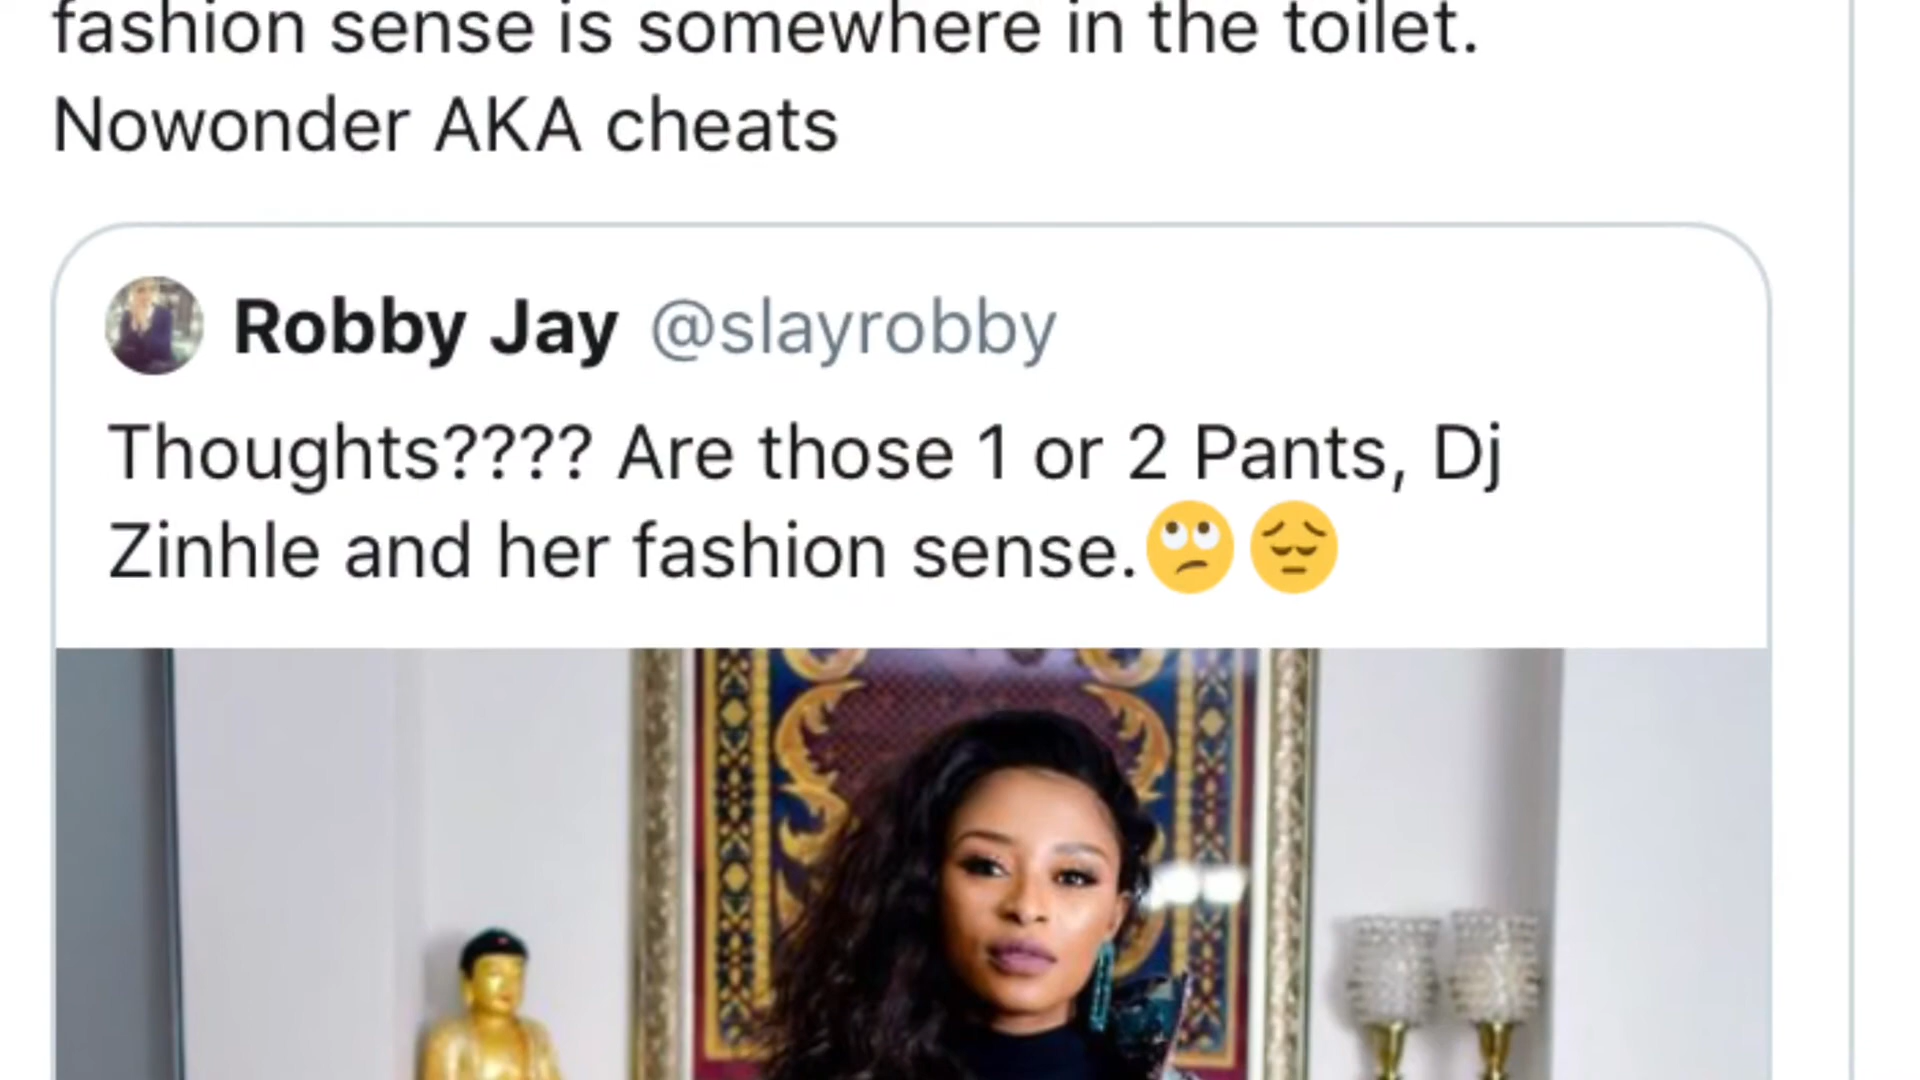 fashion sense is somewhere in the toilet.
Nowonder AKA cheats
Robby Jay @slayrobby
Thoughts???? Are those 1 or 2 Pants, Dj
Zinhle and her fashion sense.🙄😔